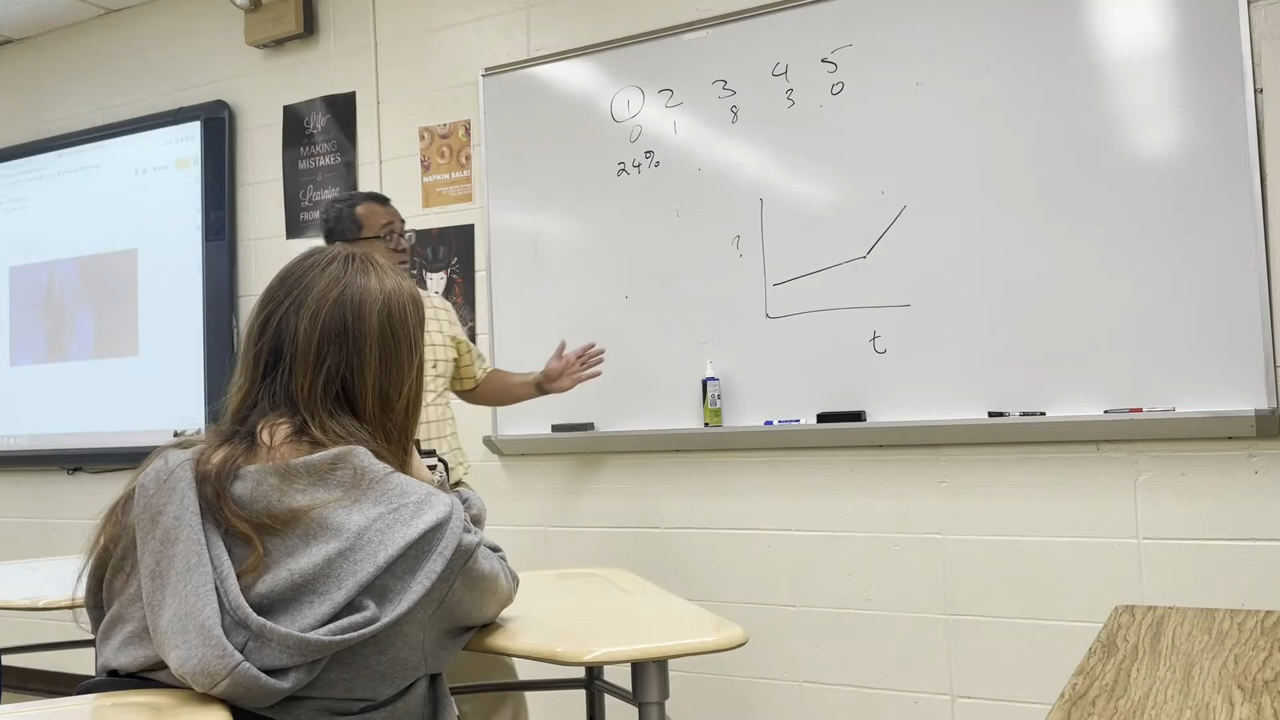 1 2 3 4 5
0 1 8 3 0
24%
?
t
Life
MAKING
MISTAKES
Learning
FROM
NAPKIN SALE!